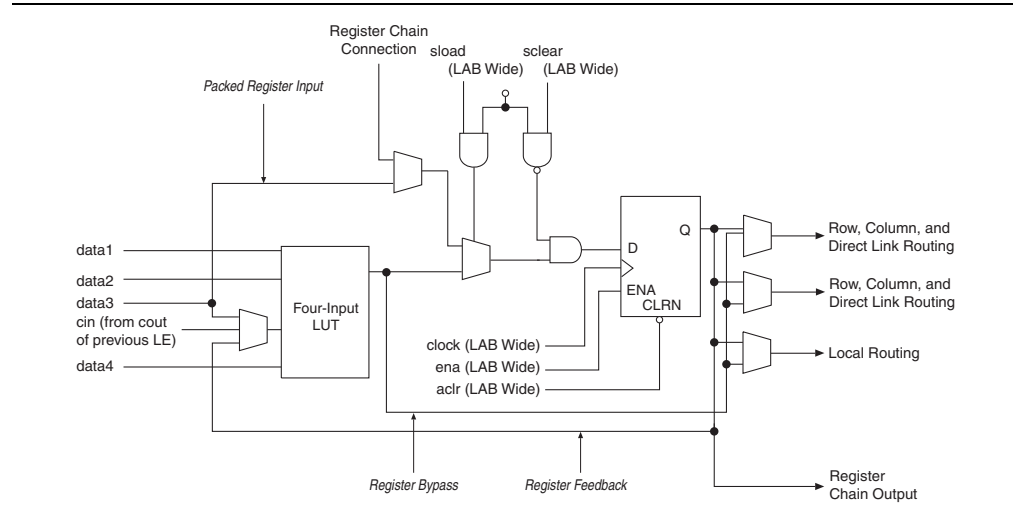 Register Chain
Connection
sload
(LAB Wide)
sclear
(LAB Wide)
Packed Register Input
data1
data2
data3
cin (from cout
of previous LE)
data4
Four-Input
LUT
D
Q
ENA
CLRN
clock (LAB Wide)
ena (LAB Wide)
aclr (LAB Wide)
Row, Column, and
Direct Link Routing
Row, Column, and
Direct Link Routing
Local Routing
Register Bypass
Register Feedback
Register
Chain Output